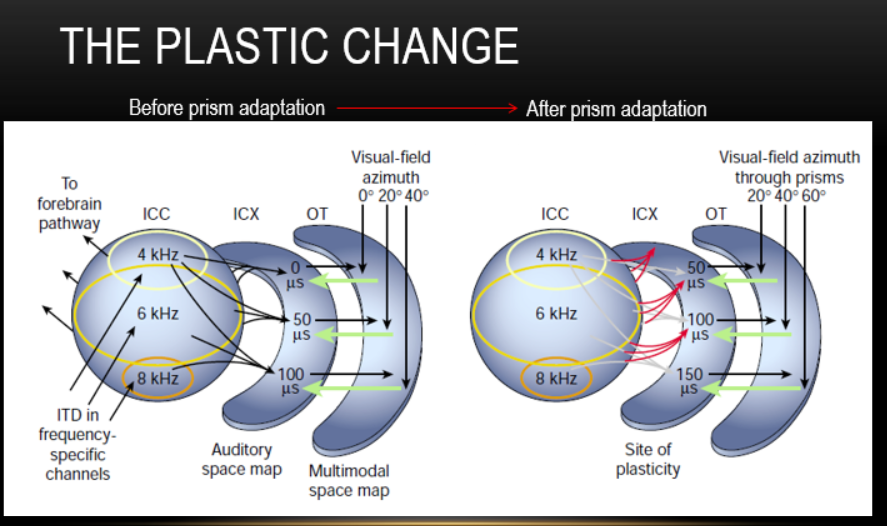 THE PLASTIC CHANGE
Before prism adaptation
After prism adaptation
To
forebrain
pathway
ICC
ICX
OT
Visual-field
azimuth
0° 20° 40°
4 kHz
6 kHz
8 kHz
0
µs
50
µs
100
µs
ITD in
frequency-
specific
channels
Auditory
space map
Multimodal
space map
ICC
ICX
OT
Visual-field azimuth
through prisms
20° 40° 60°
4 kHz
6 kHz
8 kHz
50
µs
100
µs
150
µs
Site of
plasticity